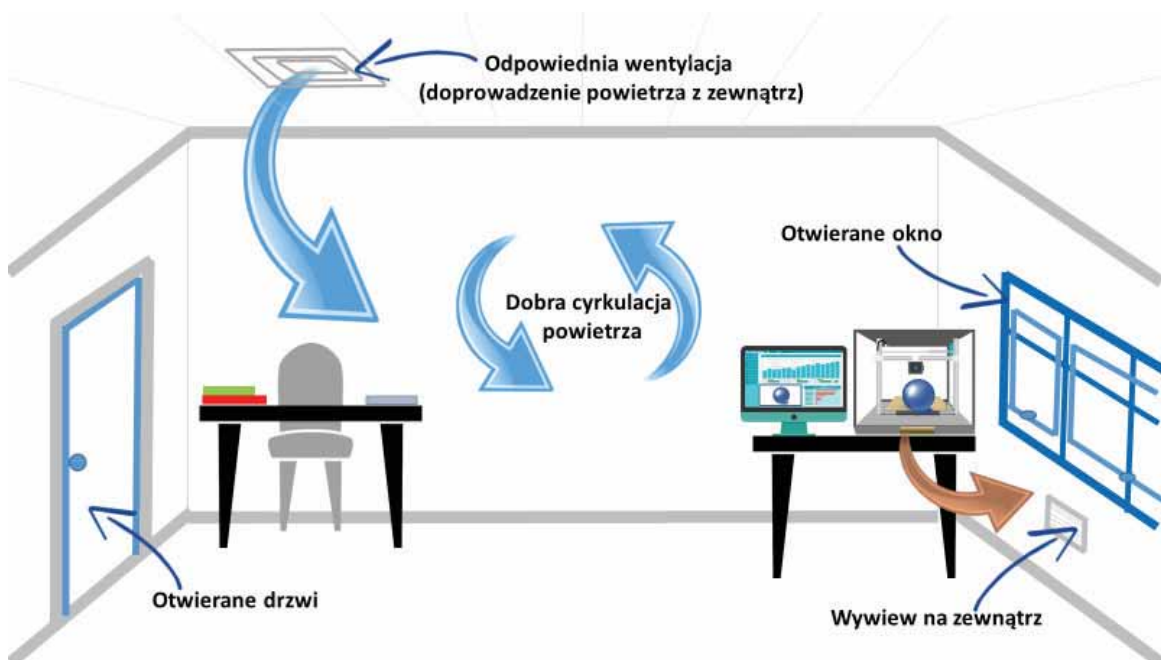 Odpowiednia wentylacja
(doprowadzenie powietrza z zewnątrz)
Otwierane okno
Dobra cyrkulacja
powietrza
Otwierane drzwi
Wywiew na zewnątrz